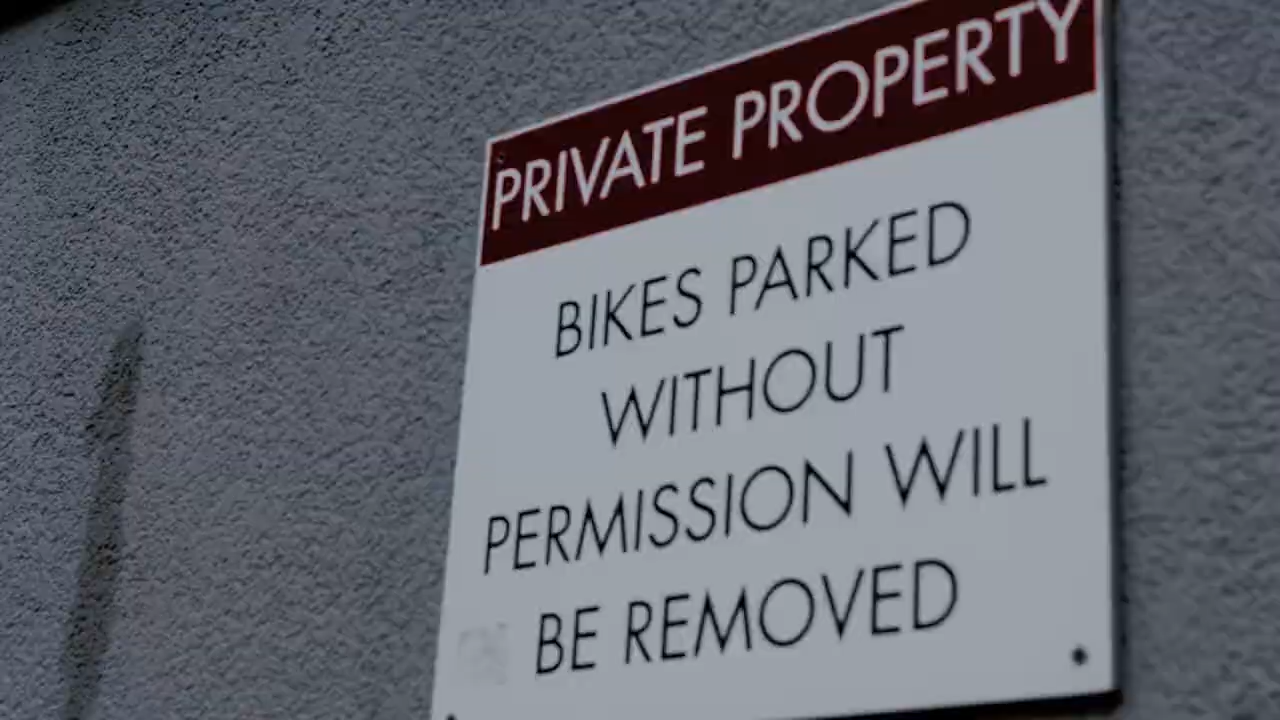 PRIVATE PROPERTY
BIKES PARKED
WITHOUT
PERMISSION WILL
BE REMOVED